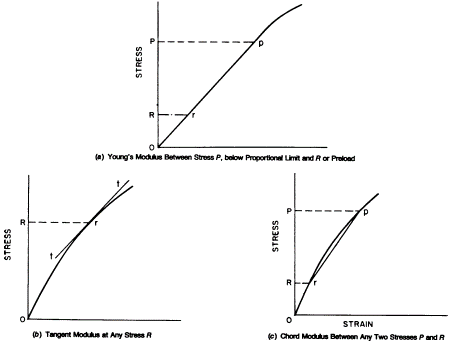 STRESS
P
p
R
r
O
(a) Young's Modulus Between Stress P, below Proportional Limit and R or Preload
STRESS
R
r
t
t
O
(b) Tangent Modulus at Any Stress R
STRESS
P
p
R
r
O
STRAIN
(c) Chord Modulus Between Any Two Stresses P and R